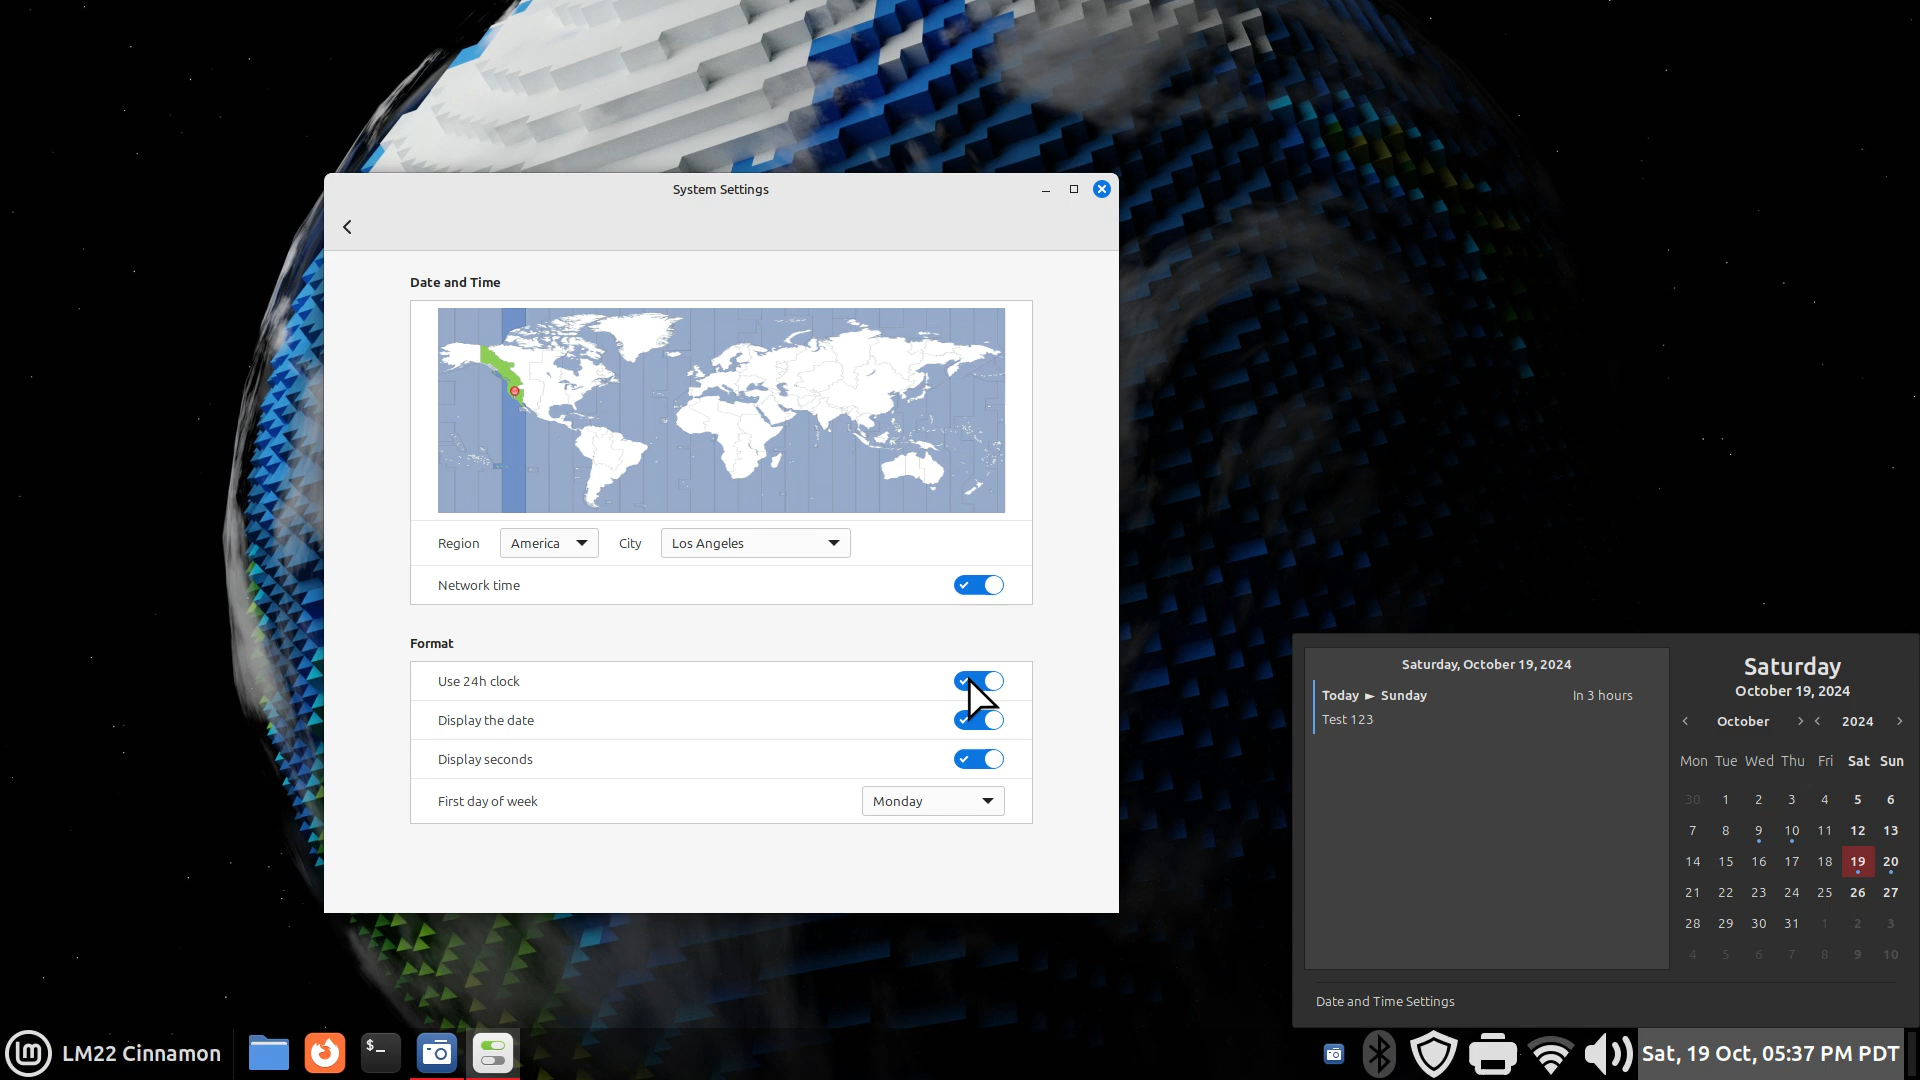 System Settings
Date and Time
Region America City Los Angeles
Network time
Format
Use 24h clock
Display the date
Display seconds
First day of week Monday
Saturday, October 19, 2024
Today ► Sunday In 3 hours
Test 123
Saturday
October 19, 2024
‹ October › ‹ 2024 ›
Mon Tue Wed Thu Fri Sat Sun
30 1 2 3 4 5 6
7 8 9 10 11 12 13
14 15 16 17 18 19 20
21 22 23 24 25 26 27
28 29 30 31 1 2 3
4 5 6 7 8 9 10
Date and Time Settings
LM22 Cinnamon
$_
Sat, 19 Oct, 05:37 PM PDT